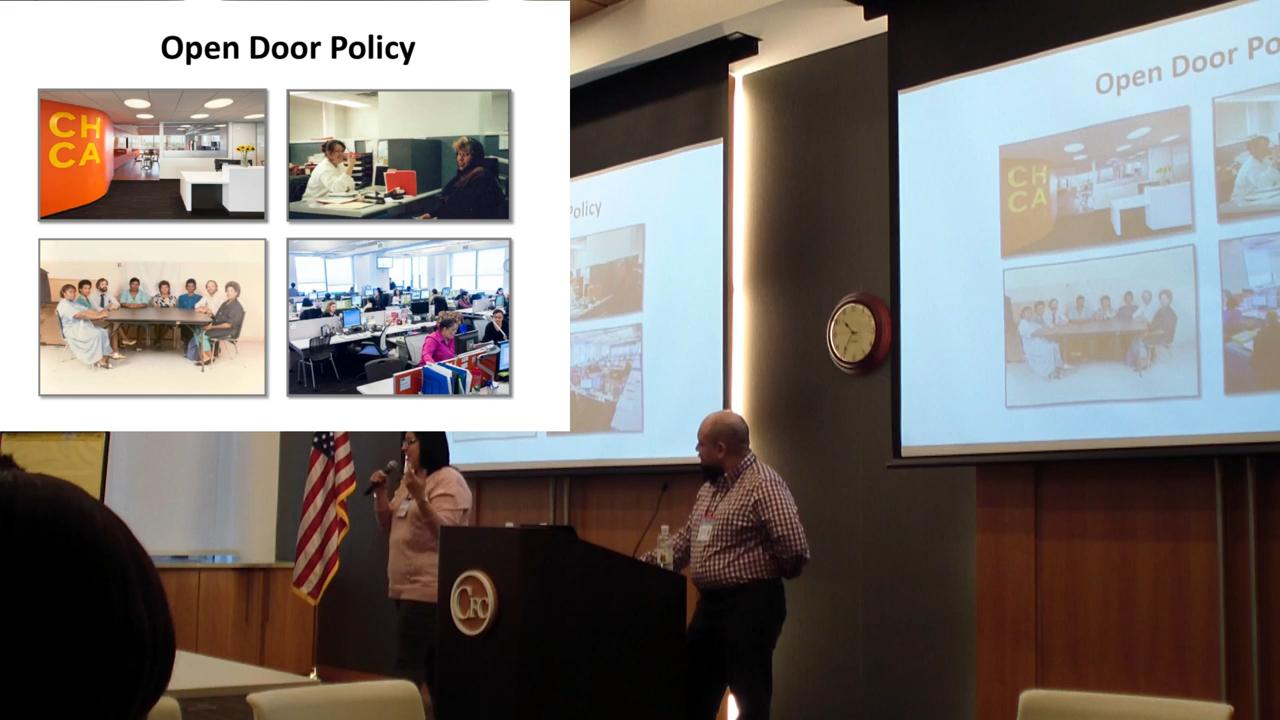 Open Door Policy
CH
CA
Open Door Po
CH
CA
Policy
CFC